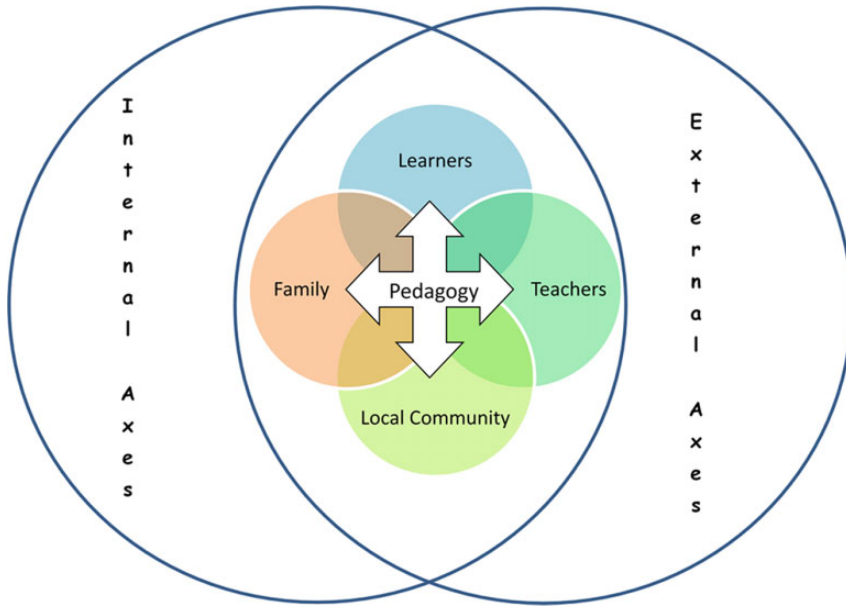 Internal Axes
Learners
Family
Pedagogy
Teachers
Local Community
External Axes